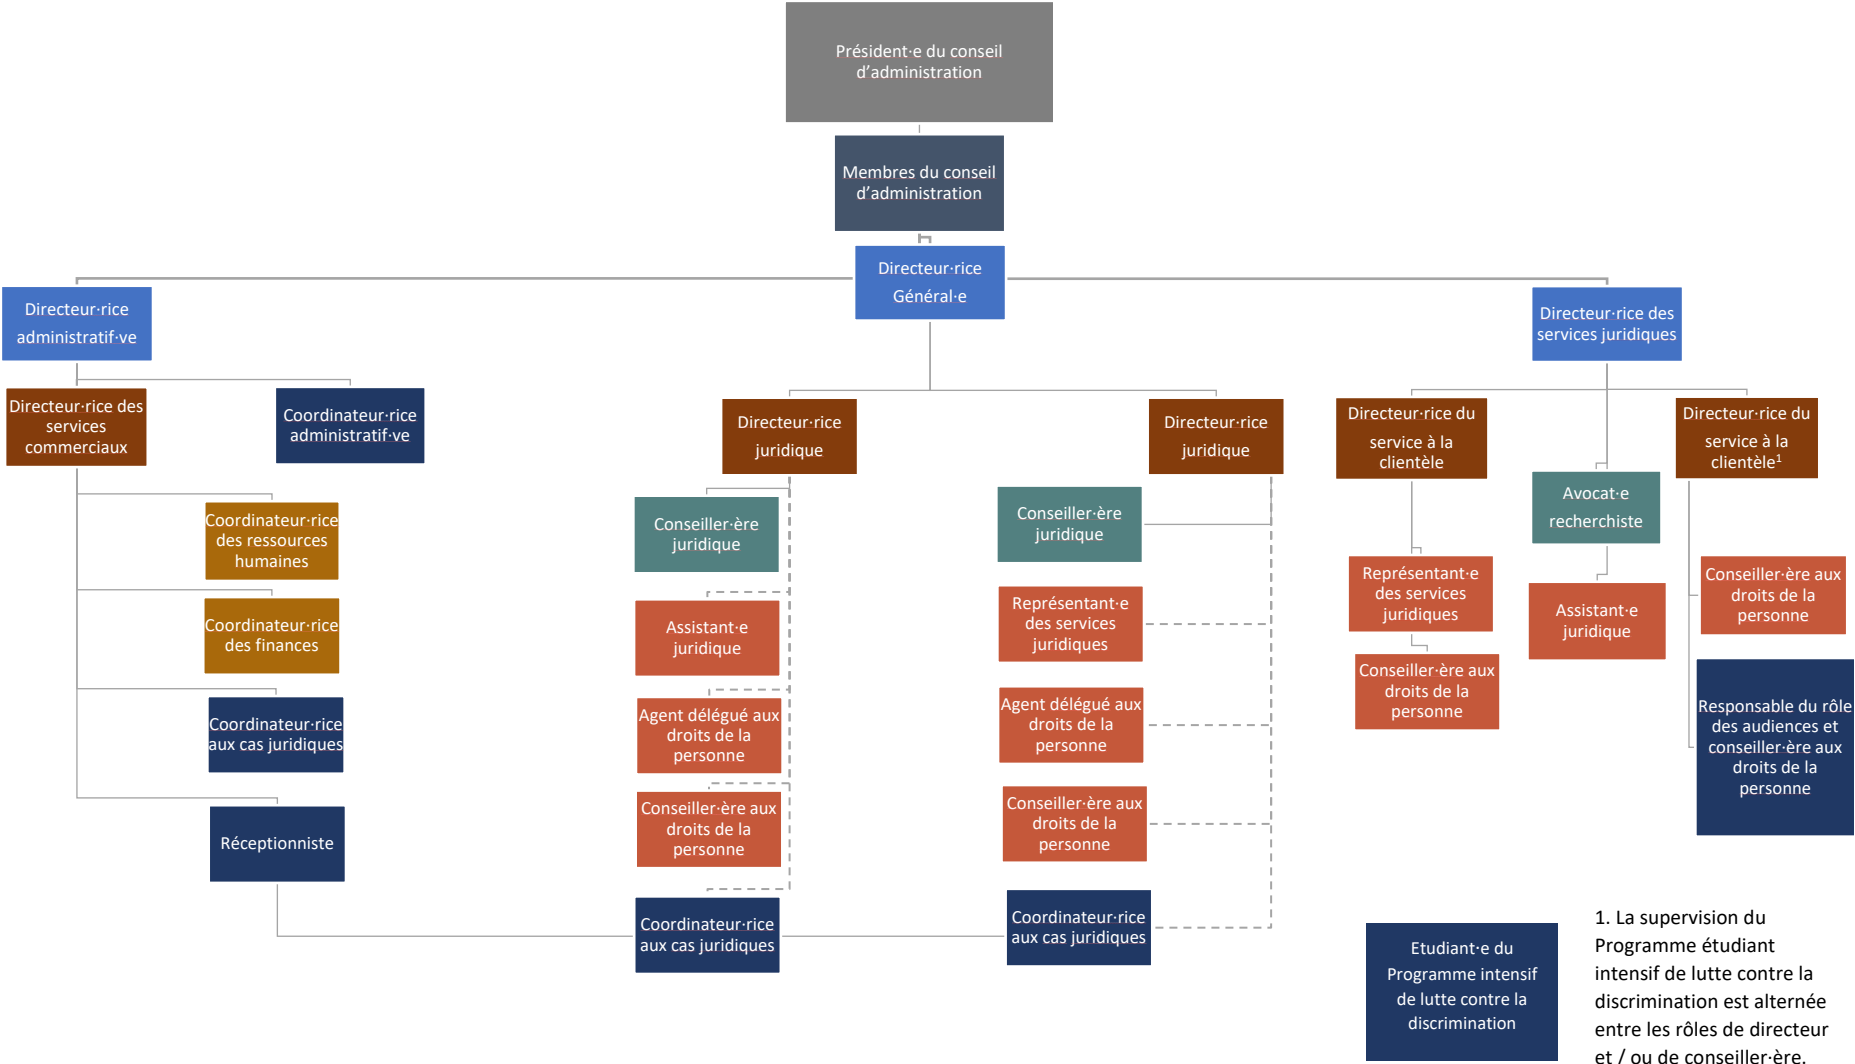 Président·e du conseil
d’administration
Membres du conseil
d’administration
Directeur·rice
Général·e
Directeur·rice
administratif·ve
Directeur·rice des
services juridiques
Directeur·rice des
services
commerciaux
Coordinateur·rice
administratif·ve
Directeur·rice
juridique
Directeur·rice
juridique
Directeur·rice du
service à la
clientèle
Directeur·rice du
service à la
clientèle¹
Coordinateur·rice
des ressources
humaines
Coordinateur·rice
des finances
Coordinateur·rice
aux cas juridiques
Réceptionniste
Conseiller·ère
juridique
Assistant·e
juridique
Agent délégué aux
droits de la
personne
Conseiller·ère aux
droits de la
personne
Coordinateur·rice
aux cas juridiques
Conseiller·ère
juridique
Représentant·e
des services
juridiques
Agent délégué aux
droits de la
personne
Conseiller·ère aux
droits de la
personne
Coordinateur·rice
aux cas juridiques
Représentant·e
des services
juridiques
Conseiller·ère aux
droits de la
personne
Avocat·e
recherchiste
Assistant·e
juridique
Conseiller·ère aux
droits de la
personne
Responsable du rôle
des audiences et
conseiller·ère aux
droits de la
personne
Etudiant·e du
Programme intensif
de lutte contre la
discrimination
1. La supervision du
Programme étudiant
intensif de lutte contre la
discrimination est alternée
entre les rôles de directeur
et / ou de conseiller·ère.